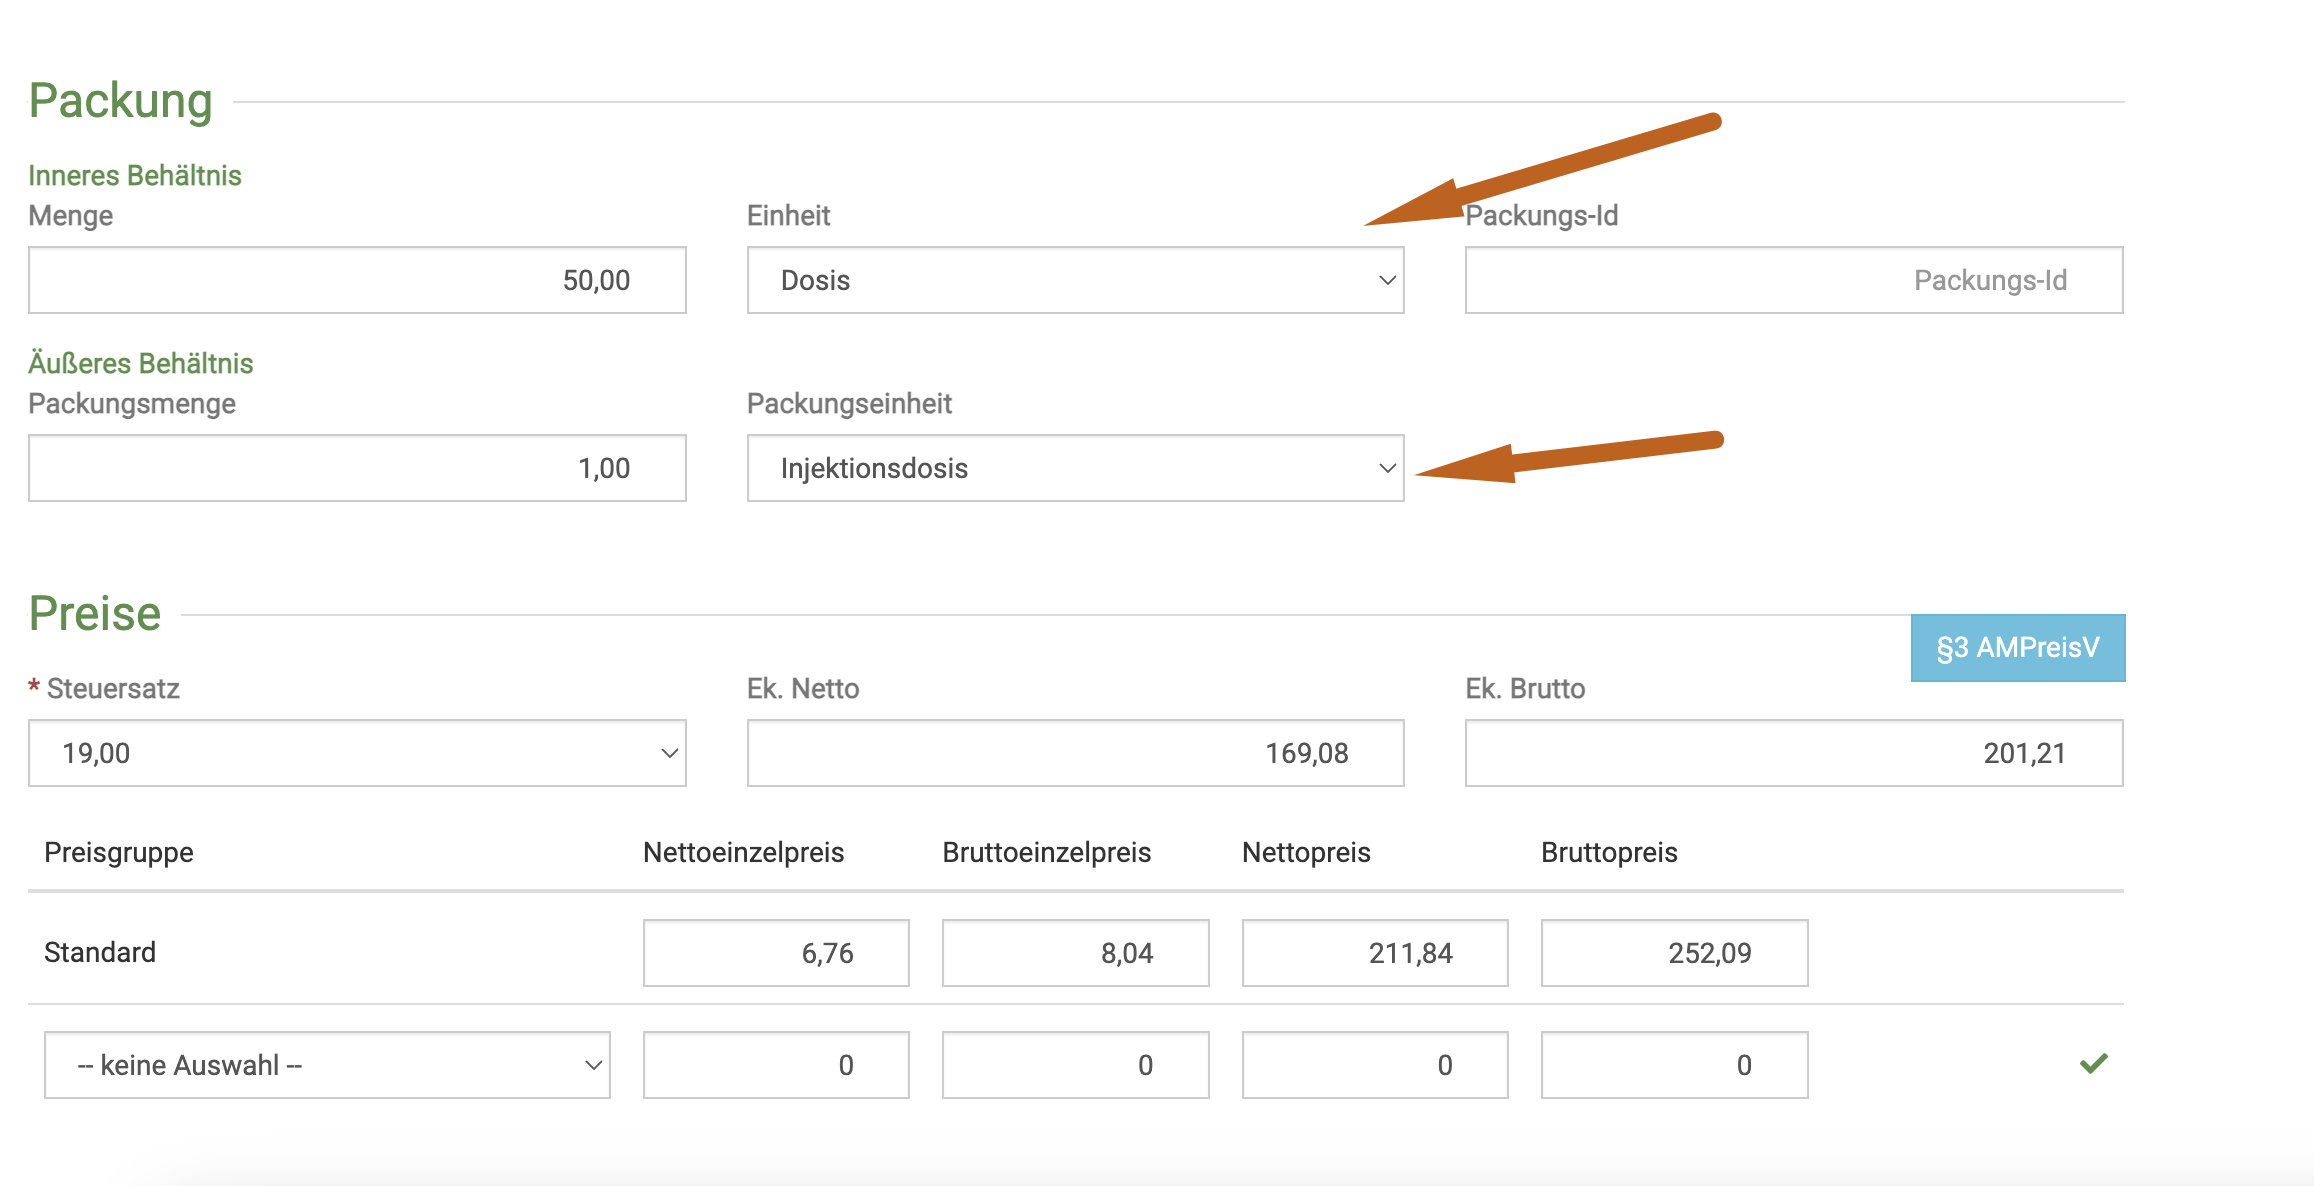 Packung
Inneres Behältnis
Menge Einheit Packungs-Id
50,00 Dosis Packungs-Id
Äußeres Behältnis
Packungsmenge Packungseinheit
1,00 Injektionsdosis
Preise
§3 AMPreisV
* Steuersatz Ek. Netto Ek. Brutto
19,00 169,08 201,21
Preisgruppe Nettoeinzelpreis Bruttoeinzelpreis Nettopreis Bruttopreis
Standard 6,76 8,04 211,84 252,09
-- keine Auswahl -- 0 0 0 0